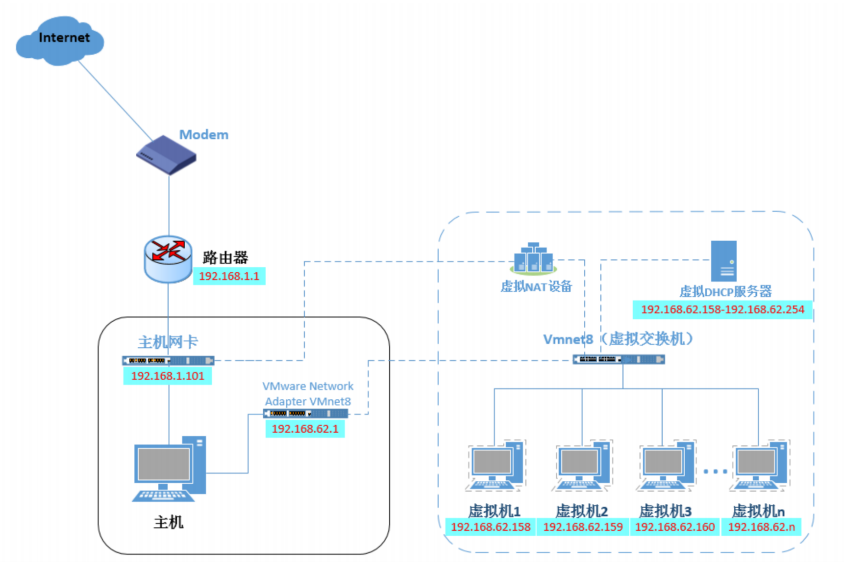 Internet
Modem
路由器
192.168.1.1
虚拟NAT设备
虚拟DHCP服务器
192.168.62.158-192.168.62.254
主机网卡
192.168.1.101
Vmnet8（虚拟交换机）
VMware Network
Adapter VMnet8
192.168.62.1
主机
虚拟机1
虚拟机2
虚拟机3
虚拟机n
192.168.62.158
192.168.62.159
192.168.62.160
192.168.62.n